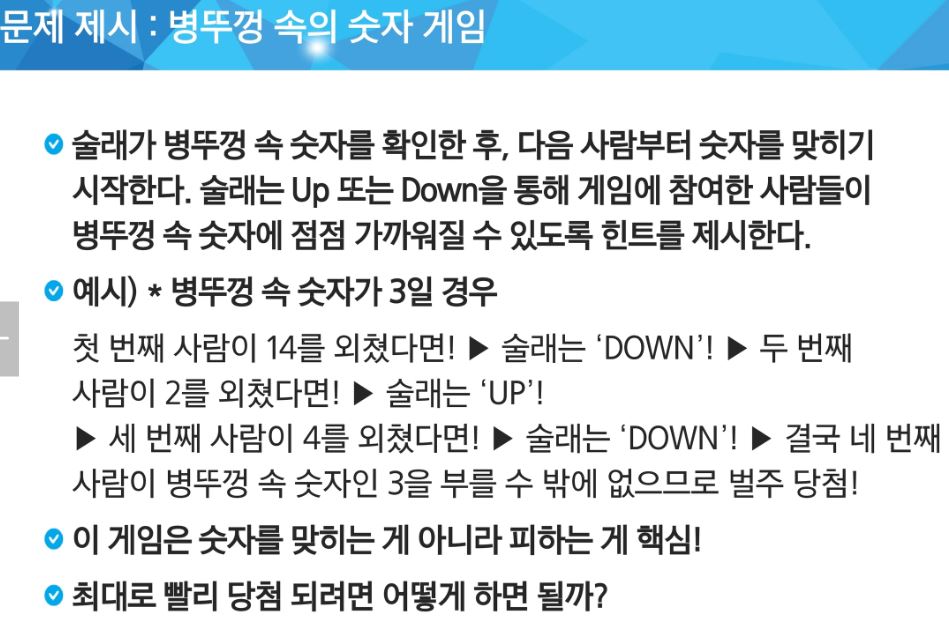 문제 제시 : 병뚜껑 속의 숫자 게임
술래가 병뚜껑 속 숫자를 확인한 후, 다음 사람부터 숫자를 맞히기
시작한다. 술래는 Up 또는 Down을 통해 게임에 참여한 사람들이
병뚜껑 속 숫자에 점점 가까워질 수 있도록 힌트를 제시한다.
예시) * 병뚜껑 속 숫자가 3일 경우
첫 번째 사람이 14를 외쳤다면! ▶ 술래는 ‘DOWN’! ▶ 두 번째
사람이 2를 외쳤다면! ▶ 술래는 ‘UP’!
▶ 세 번째 사람이 4를 외쳤다면! ▶ 술래는 ‘DOWN’! ▶ 결국 네 번째
사람이 병뚜껑 속 숫자인 3을 부를 수 밖에 없으므로 벌주 당첨!
이 게임은 숫자를 맞히는 게 아니라 피하는 게 핵심!
최대로 빨리 당첨 되려면 어떻게 하면 될까?